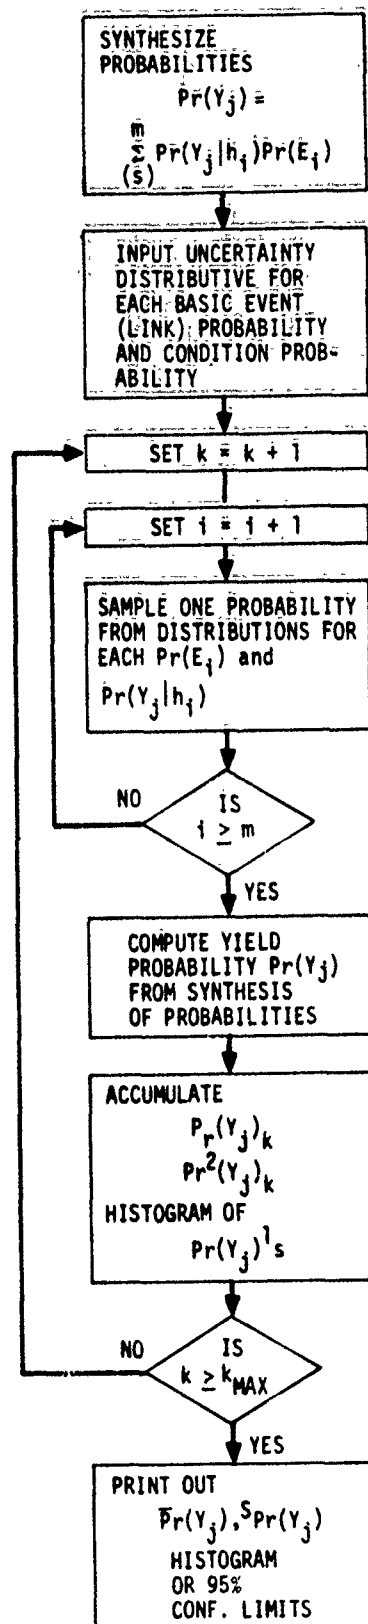 SYNTHESIZE
PROBABILITIES
Pr(Yj) =
m
Σ Pr(Yj|hi)Pr(Ei)
(s)
INPUT UNCERTAINTY
DISTRIBUTIVE FOR
EACH BASIC EVENT
(LINK) PROBABILITY
AND CONDITION PROB-
ABILITY
SET k = k + 1
SET i = i + 1
SAMPLE ONE PROBABILITY
FROM DISTRIBUTIONS FOR
EACH Pr(Ei) and
Pr(Yj|hi)
NO
IS
i ≥ m
YES
COMPUTE YIELD
PROBABILITY Pr(Yj)
FROM SYNTHESIS
OF PROBABILITIES
ACCUMULATE
Pr(Yj)k
Pr²(Yj)k
HISTOGRAM OF
Pr(Yj)¹s
NO
IS
k ≥ kMAX
YES
PRINT OUT
P̄r(Yj),SPr(Yj)
HISTOGRAM
OR 95%
CONF. LIMITS